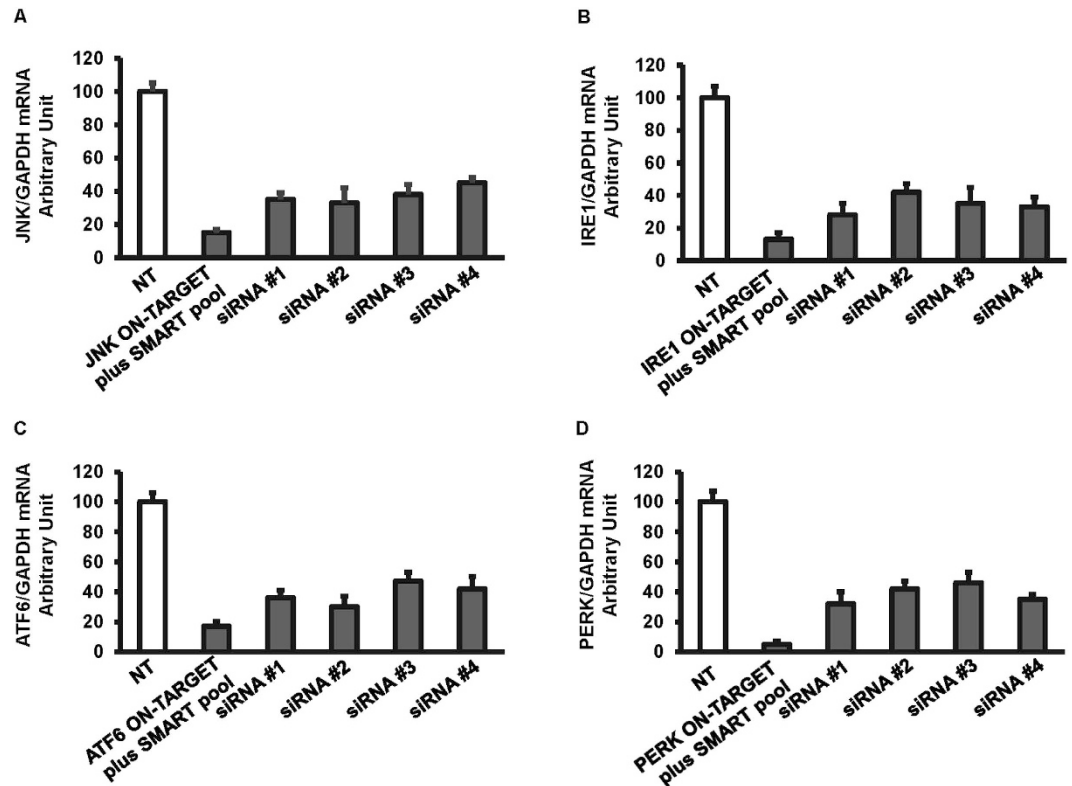 A
JNK/GAPDH mRNA
Arbitrary Unit
120
100
80
60
40
20
0
NT
JNK ON-TARGET
plus SMART pool
siRNA #1
siRNA #2
siRNA #3
siRNA #4
B
IRE1/GAPDH mRNA
Arbitrary Unit
120
100
80
60
40
20
0
NT
IRE1 ON-TARGET
plus SMART pool
siRNA #1
siRNA #2
siRNA #3
siRNA #4
C
ATF6/GAPDH mRNA
Arbitrary Unit
120
100
80
60
40
20
0
NT
ATF6 ON-TARGET
plus SMART pool
siRNA #1
siRNA #2
siRNA #3
siRNA #4
D
PERK/GAPDH mRNA
Arbitrary Unit
120
100
80
60
40
20
0
NT
PERK ON-TARGET
plus SMART pool
siRNA #1
siRNA #2
siRNA #3
siRNA #4